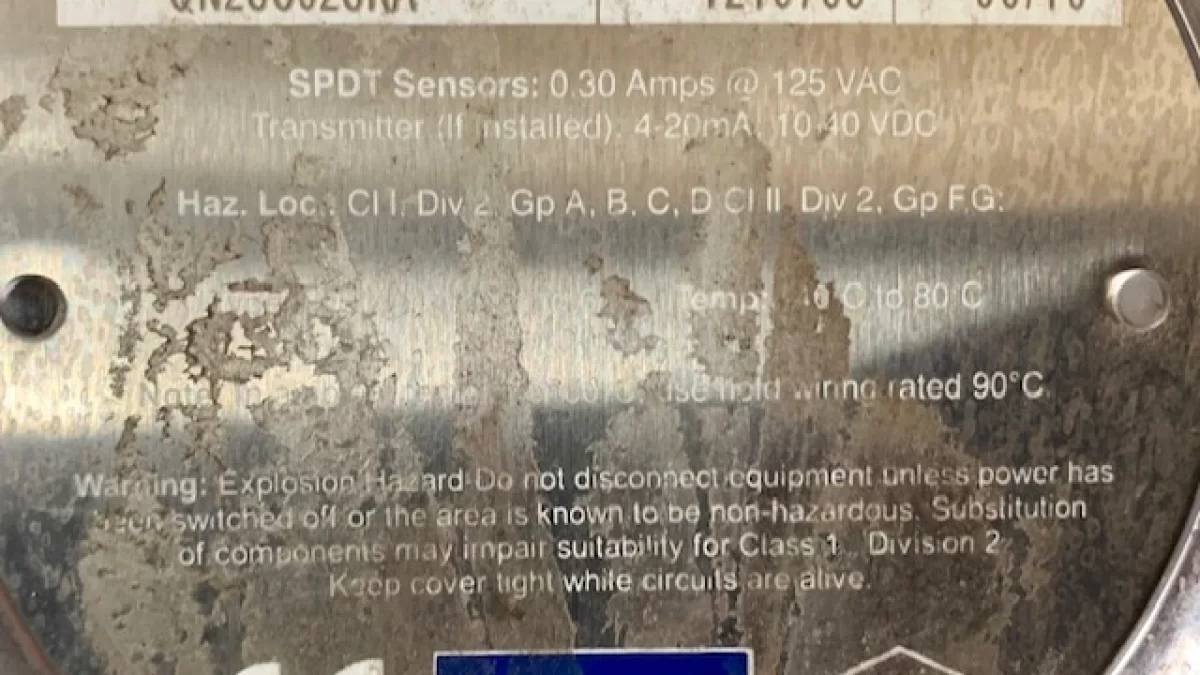 SPDT Sensors: 0.30 Amps @ 125 VAC
Transmitter (If Installed): 4-20mA, 10-40 VDC
Haz. Loc.: Cl I, Div 2, Gp A, B, C, D Cl II, Div 2, Gp F,G:
Temp: C to 80 C
Use field wiring rated 90°C.
Warning: Explosion Hazard-Do not disconnect equipment unless power has
been switched off or the area is known to be non-hazardous. Substitution
of components may impair suitability for Class 1, Division 2
Keep cover tight while circuits are alive.